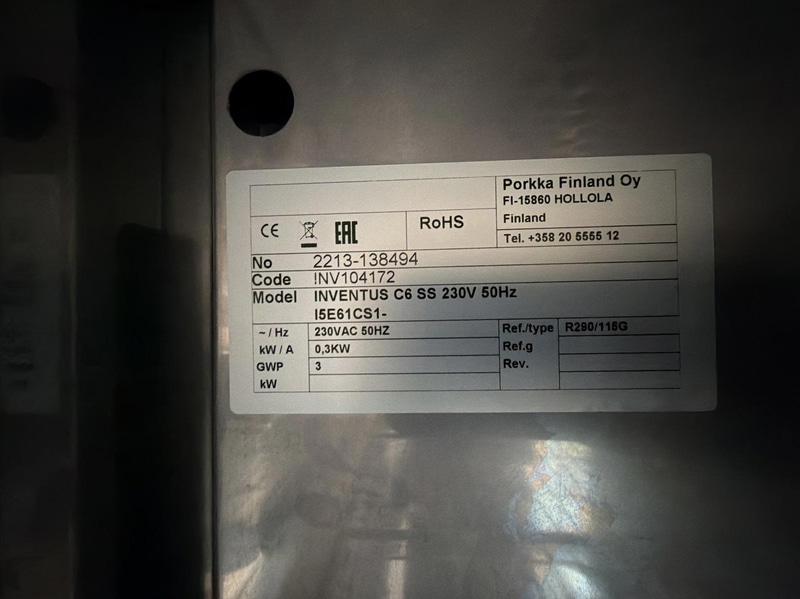 Porkka Finland Oy
FI-15860 HOLLOLA
Finland
Tel. +358 20 5555 12
CE EAC RoHS
No 2213-138494
Code INV104172
Model INVENTUS C6 SS 230V 50Hz
I5E61CS1-
~ / Hz 230VAC 50HZ Ref./type R290/115G
kW / A 0,3KW Ref.g
GWP 3 Rev.
kW